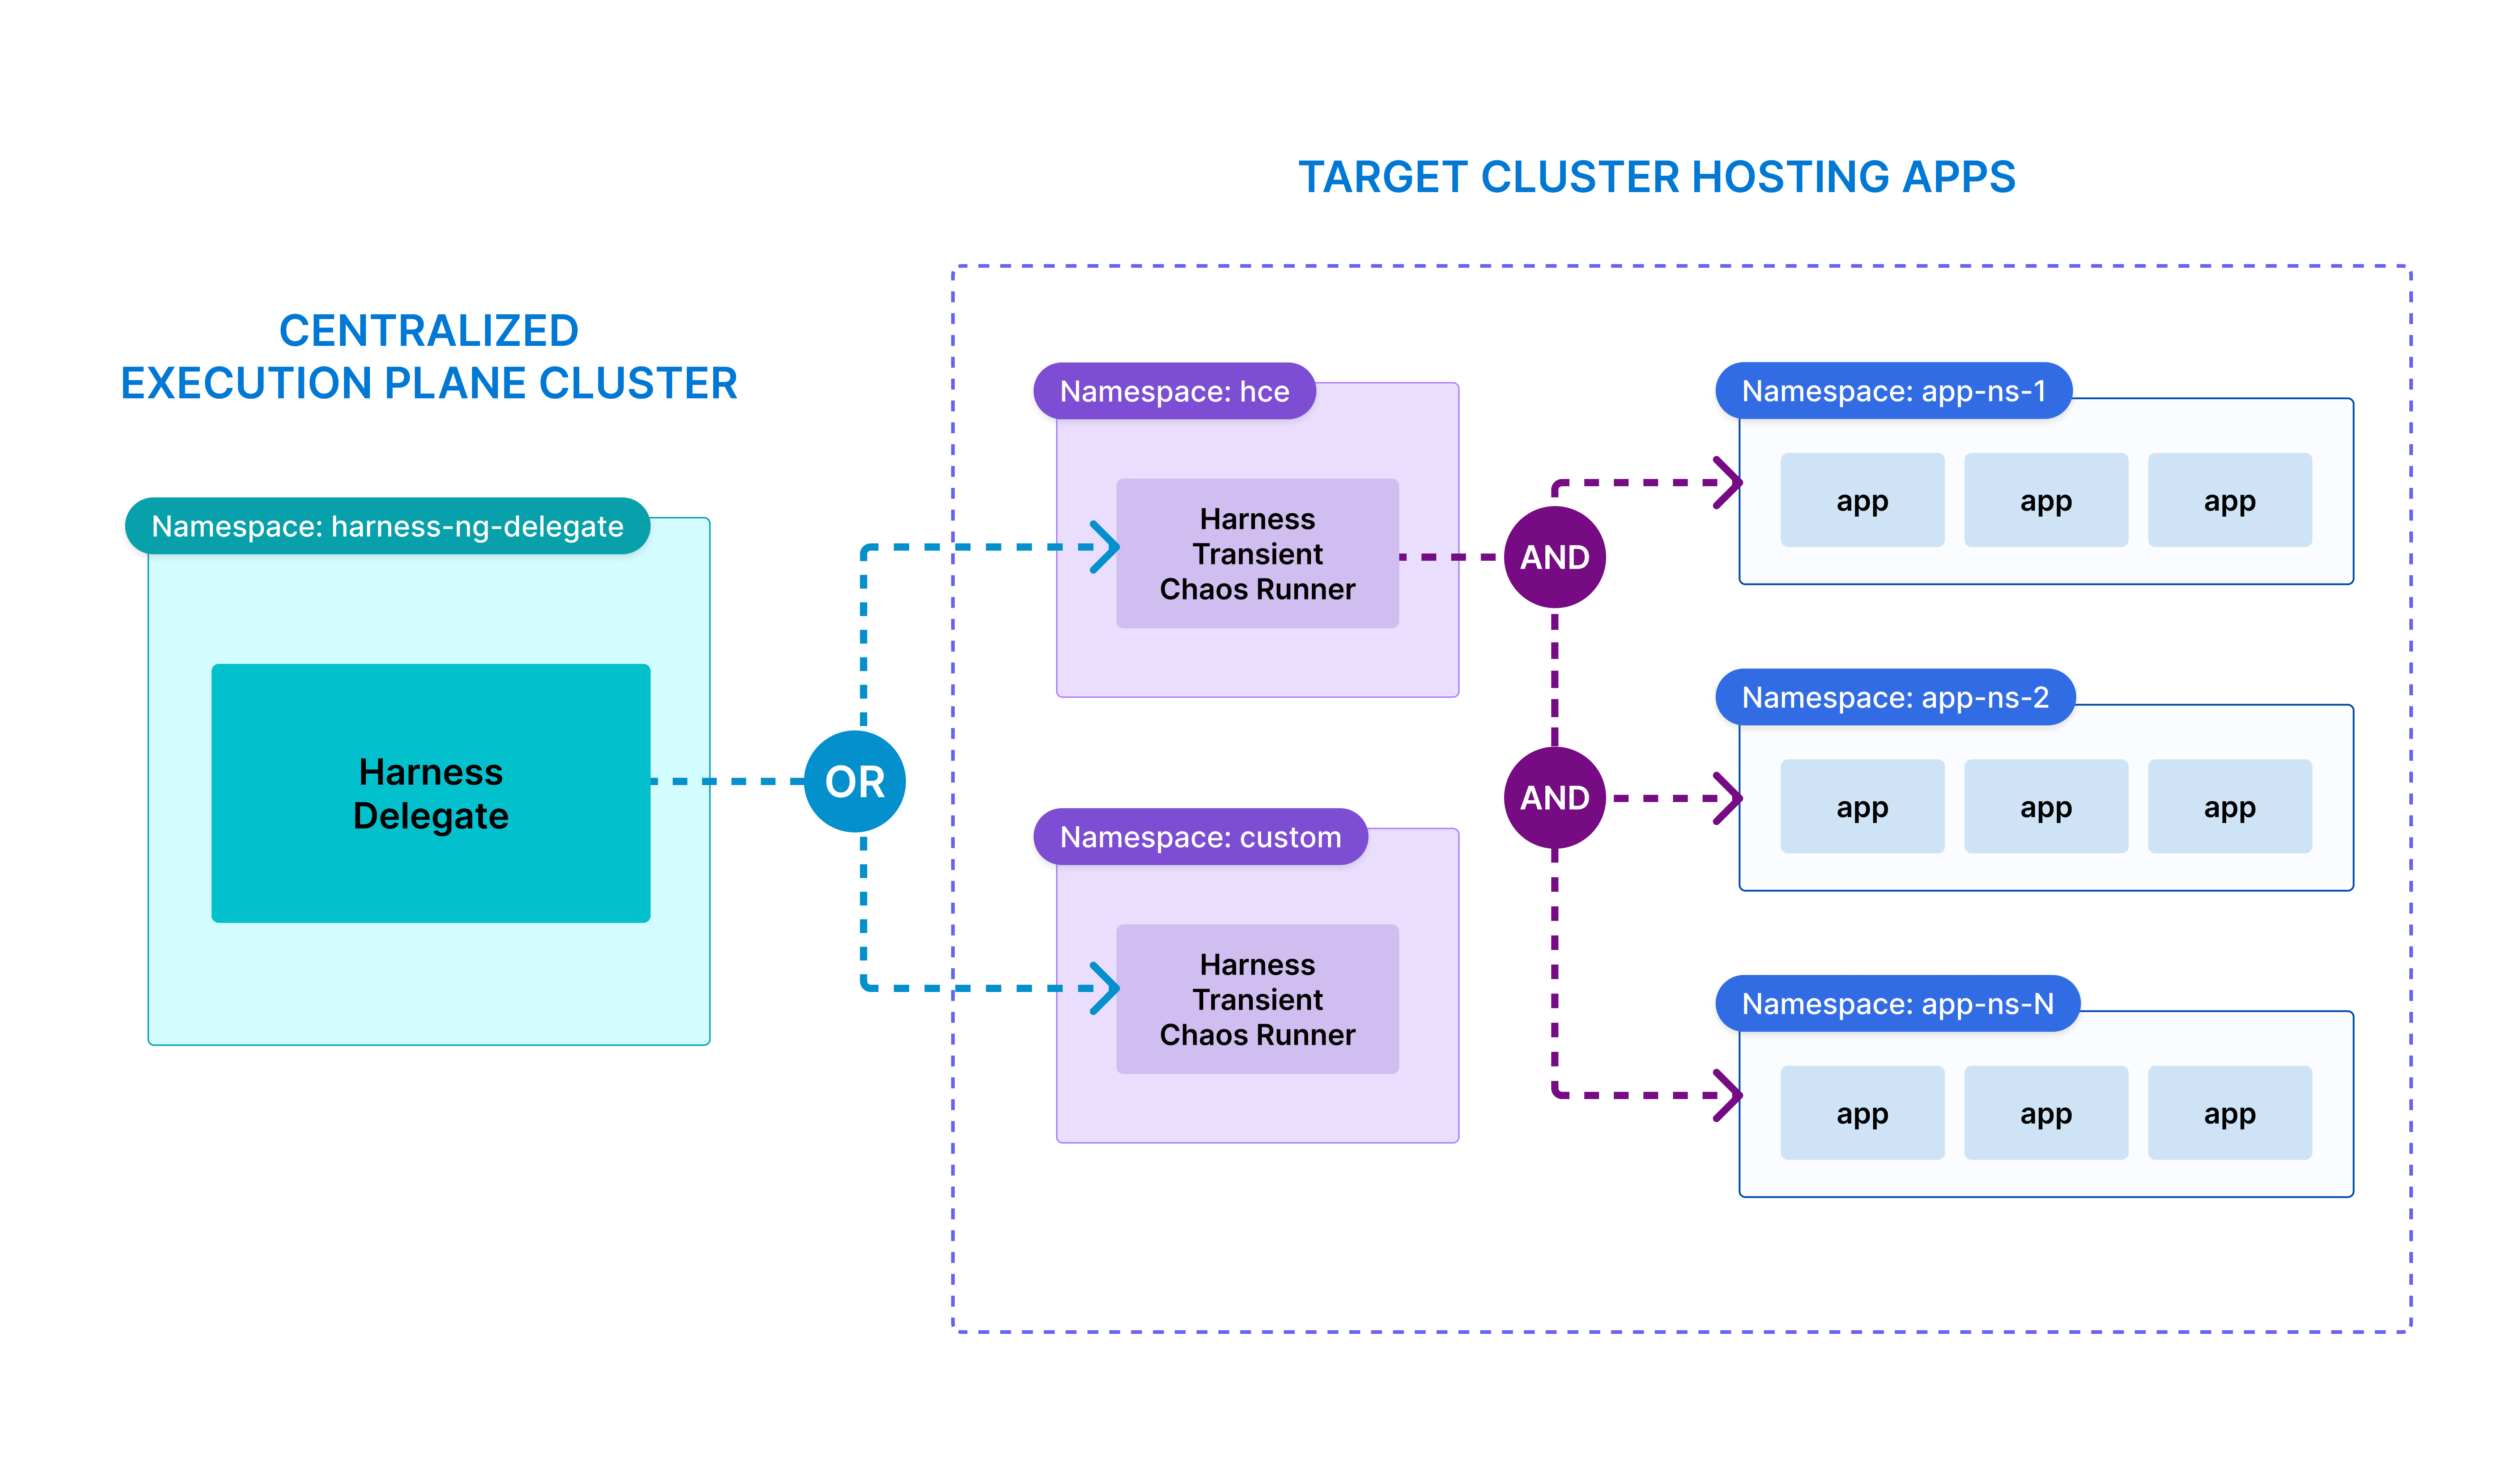 TARGET CLUSTER HOSTING APPS
CENTRALIZED
EXECUTION PLANE CLUSTER
Namespace: harness-ng-delegate
Harness
Delegate
OR
Namespace: hce
Harness
Transient
Chaos Runner
Namespace: custom
Harness
Transient
Chaos Runner
AND
AND
Namespace: app-ns-1
app app app
Namespace: app-ns-2
app app app
Namespace: app-ns-N
app app app